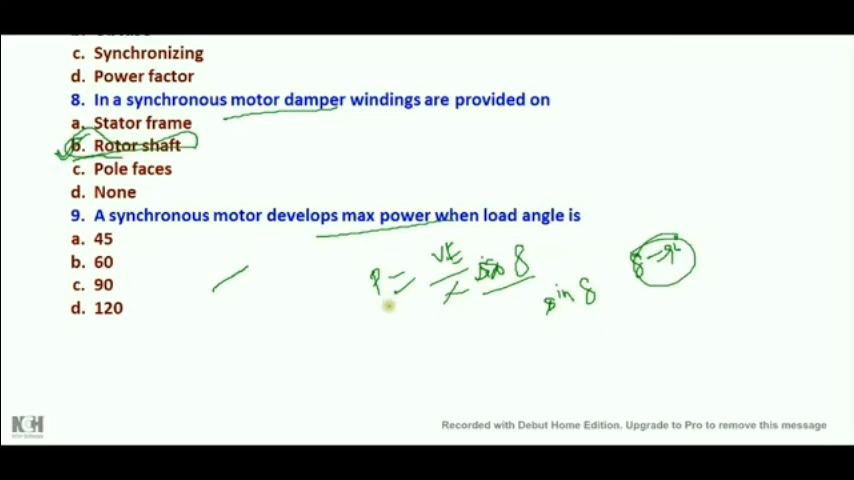 c. Synchronizing
d. Power factor
8. In a synchronous motor damper windings are provided on
a. Stator frame
b. Rotor shaft
c. Pole faces
d. None
9. A synchronous motor develops max power when load angle is
a. 45
b. 60
c. 90
d. 120
P = VE/x sin δ
sin δ
NCH
Recorded with Debut Home Edition. Upgrade to Pro to remove this message